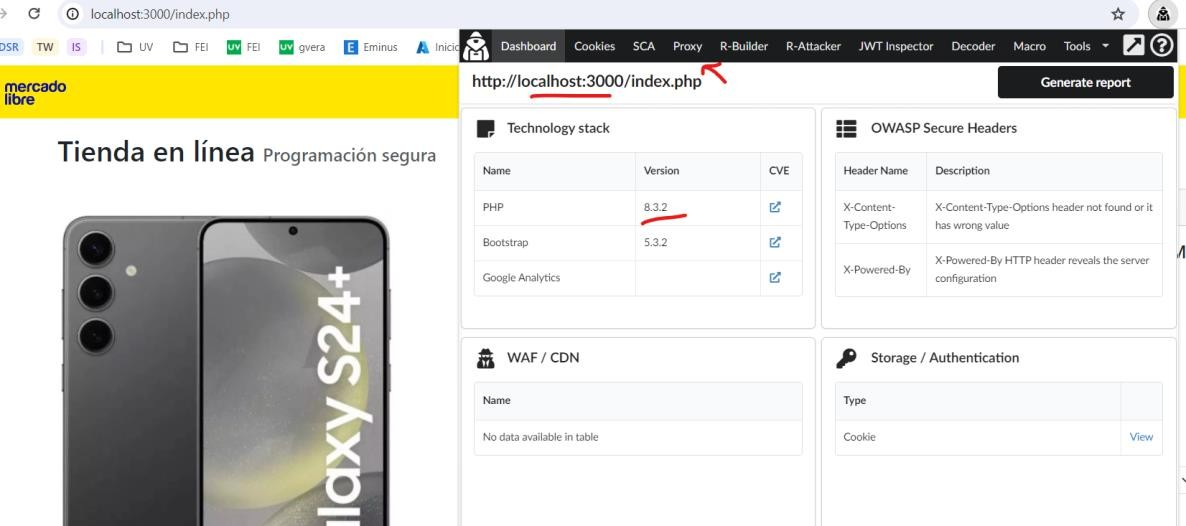 localhost:3000/index.php
DSR TW IS UV FEI UV FEI UV gvera E Eminus Inicio
Dashboard Cookies SCA Proxy R-Builder R-Attacker JWT Inspector Decoder Macro Tools
http://localhost:3000/index.php
Generate report
mercado
libre
Tienda en línea Programación segura
Galaxy S24+
Technology stack
Name Version CVE
PHP 8.3.2
Bootstrap 5.3.2
Google Analytics
OWASP Secure Headers
Header Name Description
X-Content-
Type-Options
X-Content-Type-Options header not found or it
has wrong value
X-Powered-By
X-Powered-By HTTP header reveals the server
configuration
WAF / CDN
Name
No data available in table
Storage / Authentication
Type
Cookie View